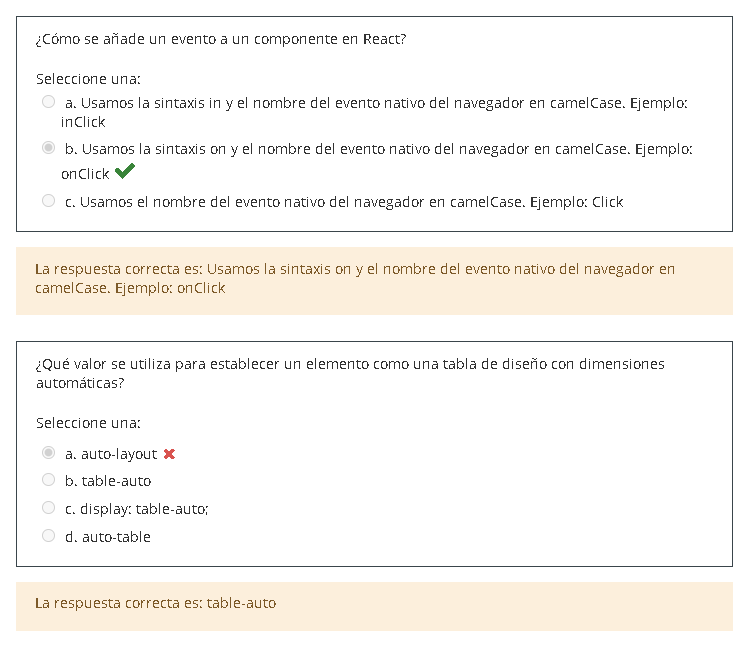 ¿Cómo se añade un evento a un componente en React?
Seleccione una:
a. Usamos la sintaxis in y el nombre del evento nativo del navegador en camelCase. Ejemplo:
inClick
b. Usamos la sintaxis on y el nombre del evento nativo del navegador en camelCase. Ejemplo:
onClick
c. Usamos el nombre del evento nativo del navegador en camelCase. Ejemplo: Click
La respuesta correcta es: Usamos la sintaxis on y el nombre del evento nativo del navegador en
camelCase. Ejemplo: onClick
¿Qué valor se utiliza para establecer un elemento como una tabla de diseño con dimensiones
automáticas?
Seleccione una:
a. auto-layout
b. table-auto
c. display: table-auto;
d. auto-table
La respuesta correcta es: table-auto